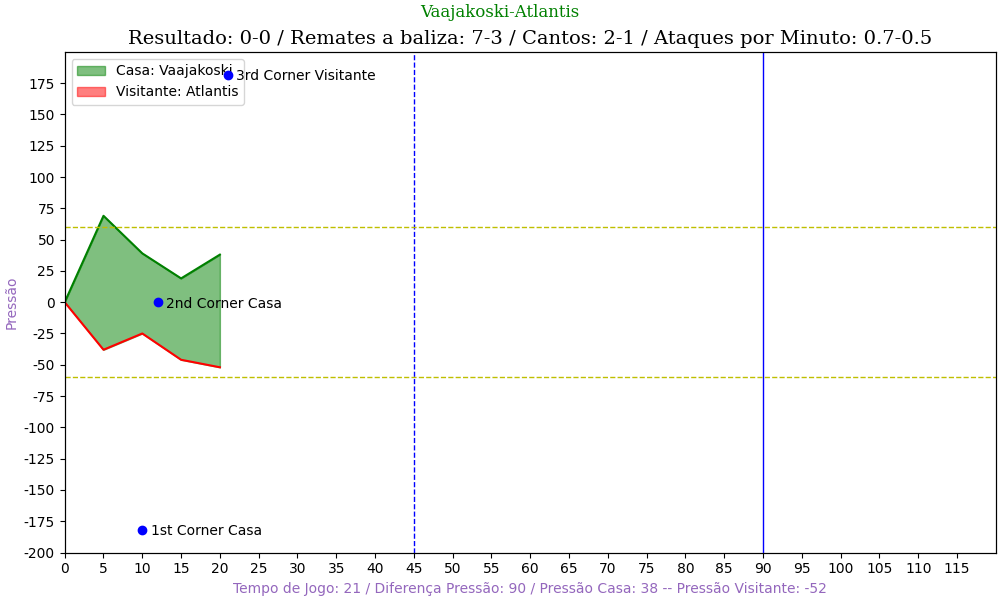 Vaajakoski-Atlantis
Resultado: 0-0 / Remates a baliza: 7-3 / Cantos: 2-1 / Ataques por Minuto: 0.7-0.5
Casa: Vaajakoski
Visitante: Atlantis
3rd Corner Visitante
2nd Corner Casa
1st Corner Casa
Pressão
175
150
125
100
75
50
25
0
-25
-50
-75
-100
-125
-150
-175
-200
0 5 10 15 20 25 30 35 40 45 50 55 60 65 70 75 80 85 90 95 100 105 110 115
Tempo de Jogo: 21 / Diferença Pressão: 90 / Pressão Casa: 38 -- Pressão Visitante: -52